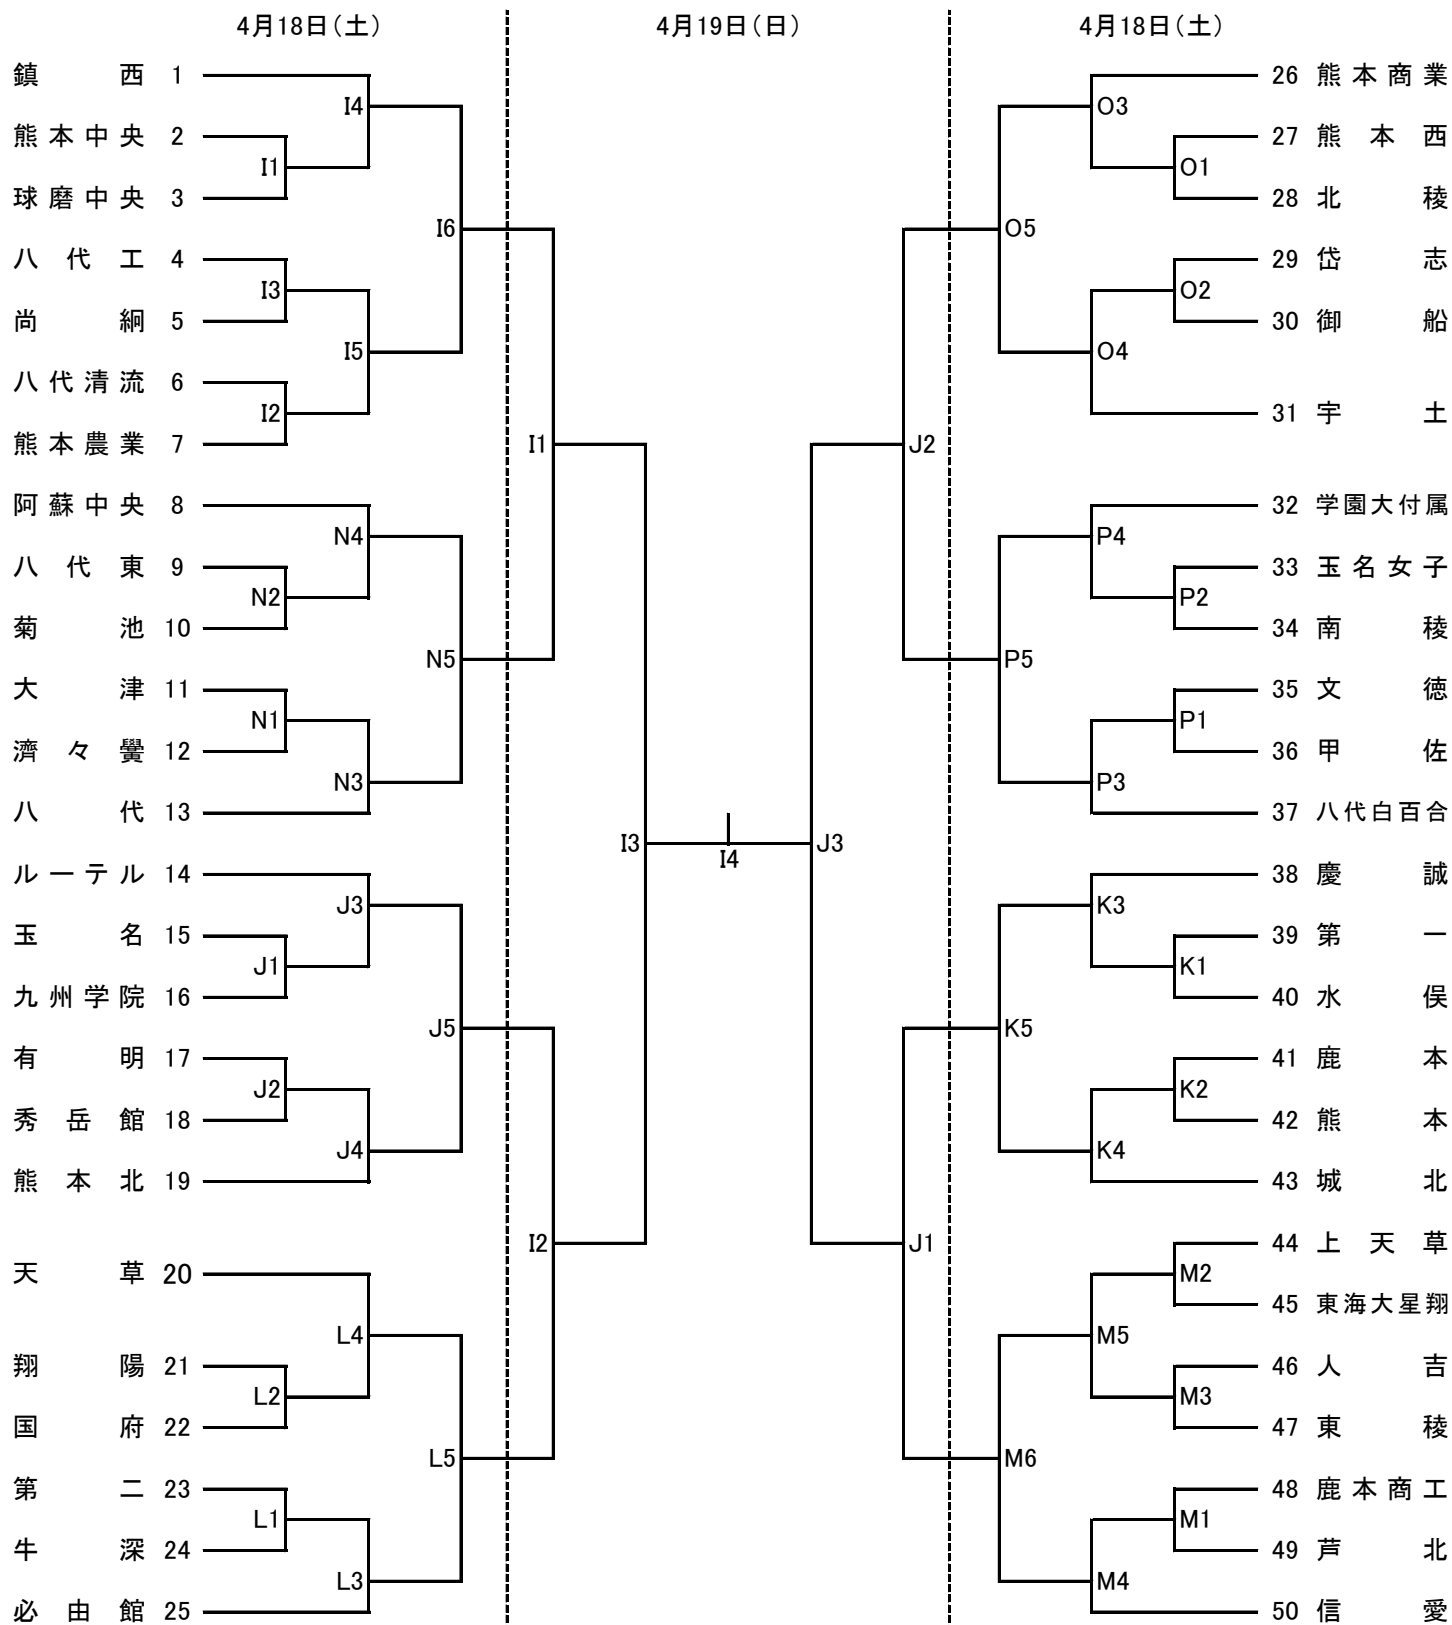 4月18日(土)
4月19日(日)
4月18日(土)
鎮西 1
熊本中央 2
球磨中央 3
八代工 4
尚絅 5
八代清流 6
熊本農業 7
阿蘇中央 8
八代東 9
菊池 10
大津 11
濟々黌 12
八代 13
ルーテル 14
玉名 15
九州学院 16
有明 17
秀岳館 18
熊本北 19
天草 20
翔陽 21
国府 22
第二 23
牛深 24
必由館 25
I4
I1
I6
I3
I5
I2
I1
N4
N2
N5
N1
N3
J3
J1
J5
J2
J4
I2
L4
L2
L5
L1
L3
I3
I4
J3
J2
J1
O3
O1
O5
O2
O4
P4
P2
P5
P1
P3
K3
K1
K5
K2
K4
M2
M5
M3
M6
M1
M4
26 熊本商業
27 熊本西
28 北稜
29 岱志
30 御船
31 宇土
32 学園大付属
33 玉名女子
34 南稜
35 文徳
36 甲佐
37 八代白百合
38 慶誠
39 第一
40 水俣
41 鹿本
42 熊本
43 城北
44 上天草
45 東海大星翔
46 人吉
47 東稜
48 鹿本商工
49 芦北
50 信愛